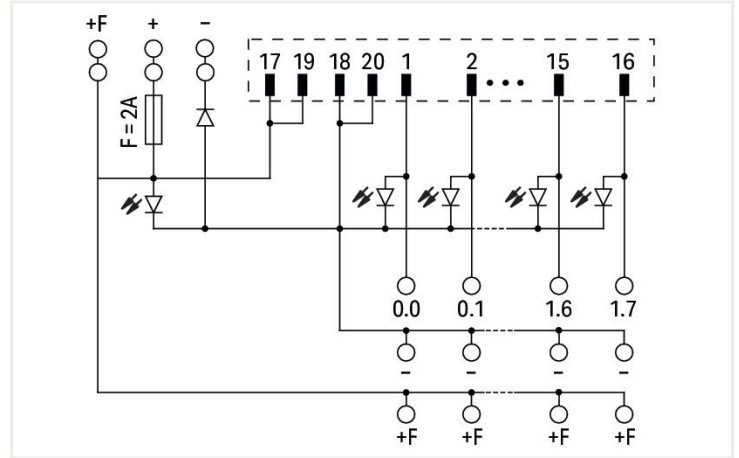 +F + −
17 19 18 20 1 2 ••• 15 16
F = 2A
0.0 0.1 1.6 1.7
− − − −
+F +F +F +F